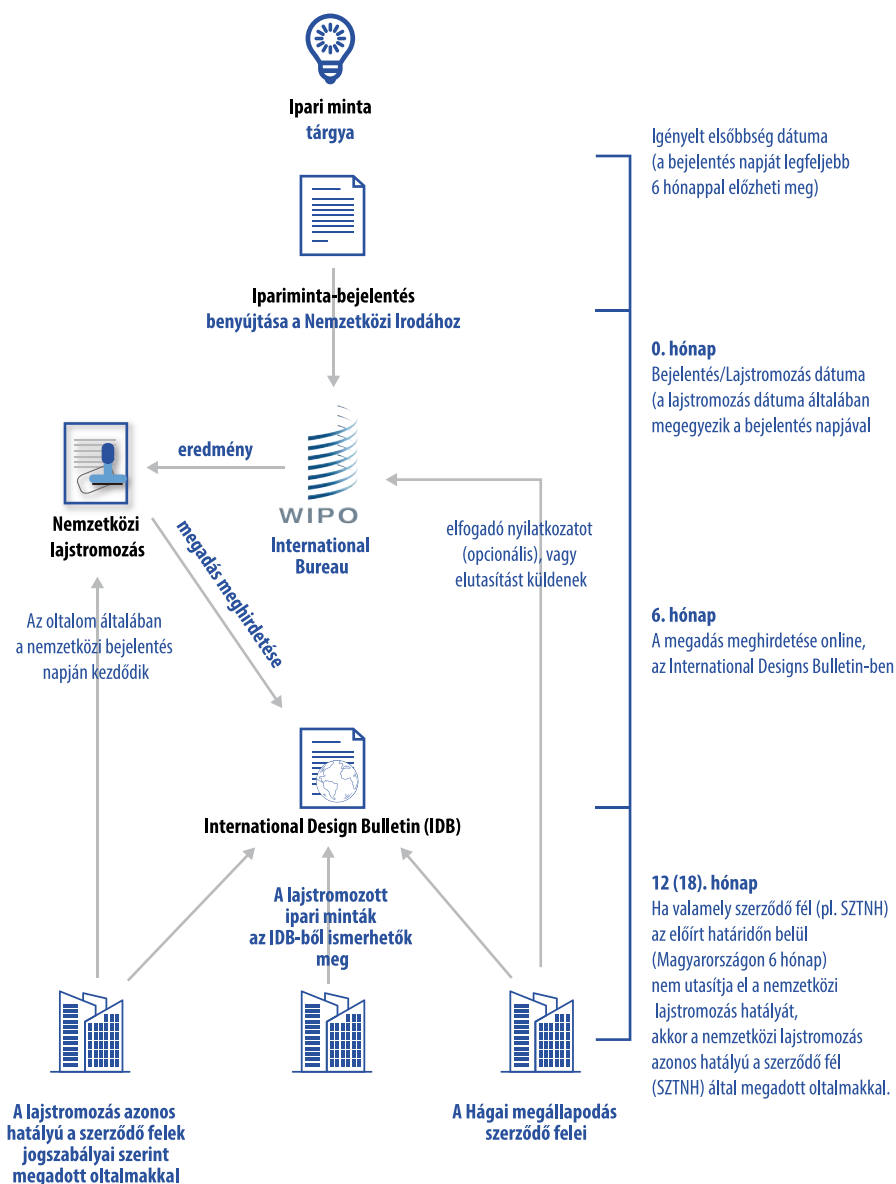 Ipari minta
tárgya
Ipariminta-bejelentés
benyújtása a Nemzetközi Irodához
eredmény
WIPO
International
Bureau
Nemzetközi
lajstromozás
megadás meghirdetése
elfogadó nyilatkozatot
(opcionális), vagy
elutasítást küldenek
Az oltalom általában
a nemzetközi bejelentés
napján kezdődik
International Design Bulletin (IDB)
A lajstromozott
ipari minták
az IDB-ből ismerhetők
meg
A lajstromozás azonos
hatályú a szerződő felek
jogszabályai szerint
megadott oltalmakkal
A Hágai megállapodás
szerződő felei
Igényelt elsőbbség dátuma
(a bejelentés napját legfeljebb
6 hónappal előzheti meg)
0. hónap
Bejelentés/Lajstromozás dátuma
(a lajstromozás dátuma általában
megegyezik a bejelentés napjával
6. hónap
A megadás meghirdetése online,
az International Designs Bulletin-ben
12 (18). hónap
Ha valamely szerződő fél (pl. SZTNH)
az előírt határidőn belül
(Magyarországon 6 hónap)
nem utasítja el a nemzetközi
lajstromozás hatályát,
akkor a nemzetközi lajstromozás
azonos hatályú a szerződő fél
(SZTNH) által megadott oltalmakkal.